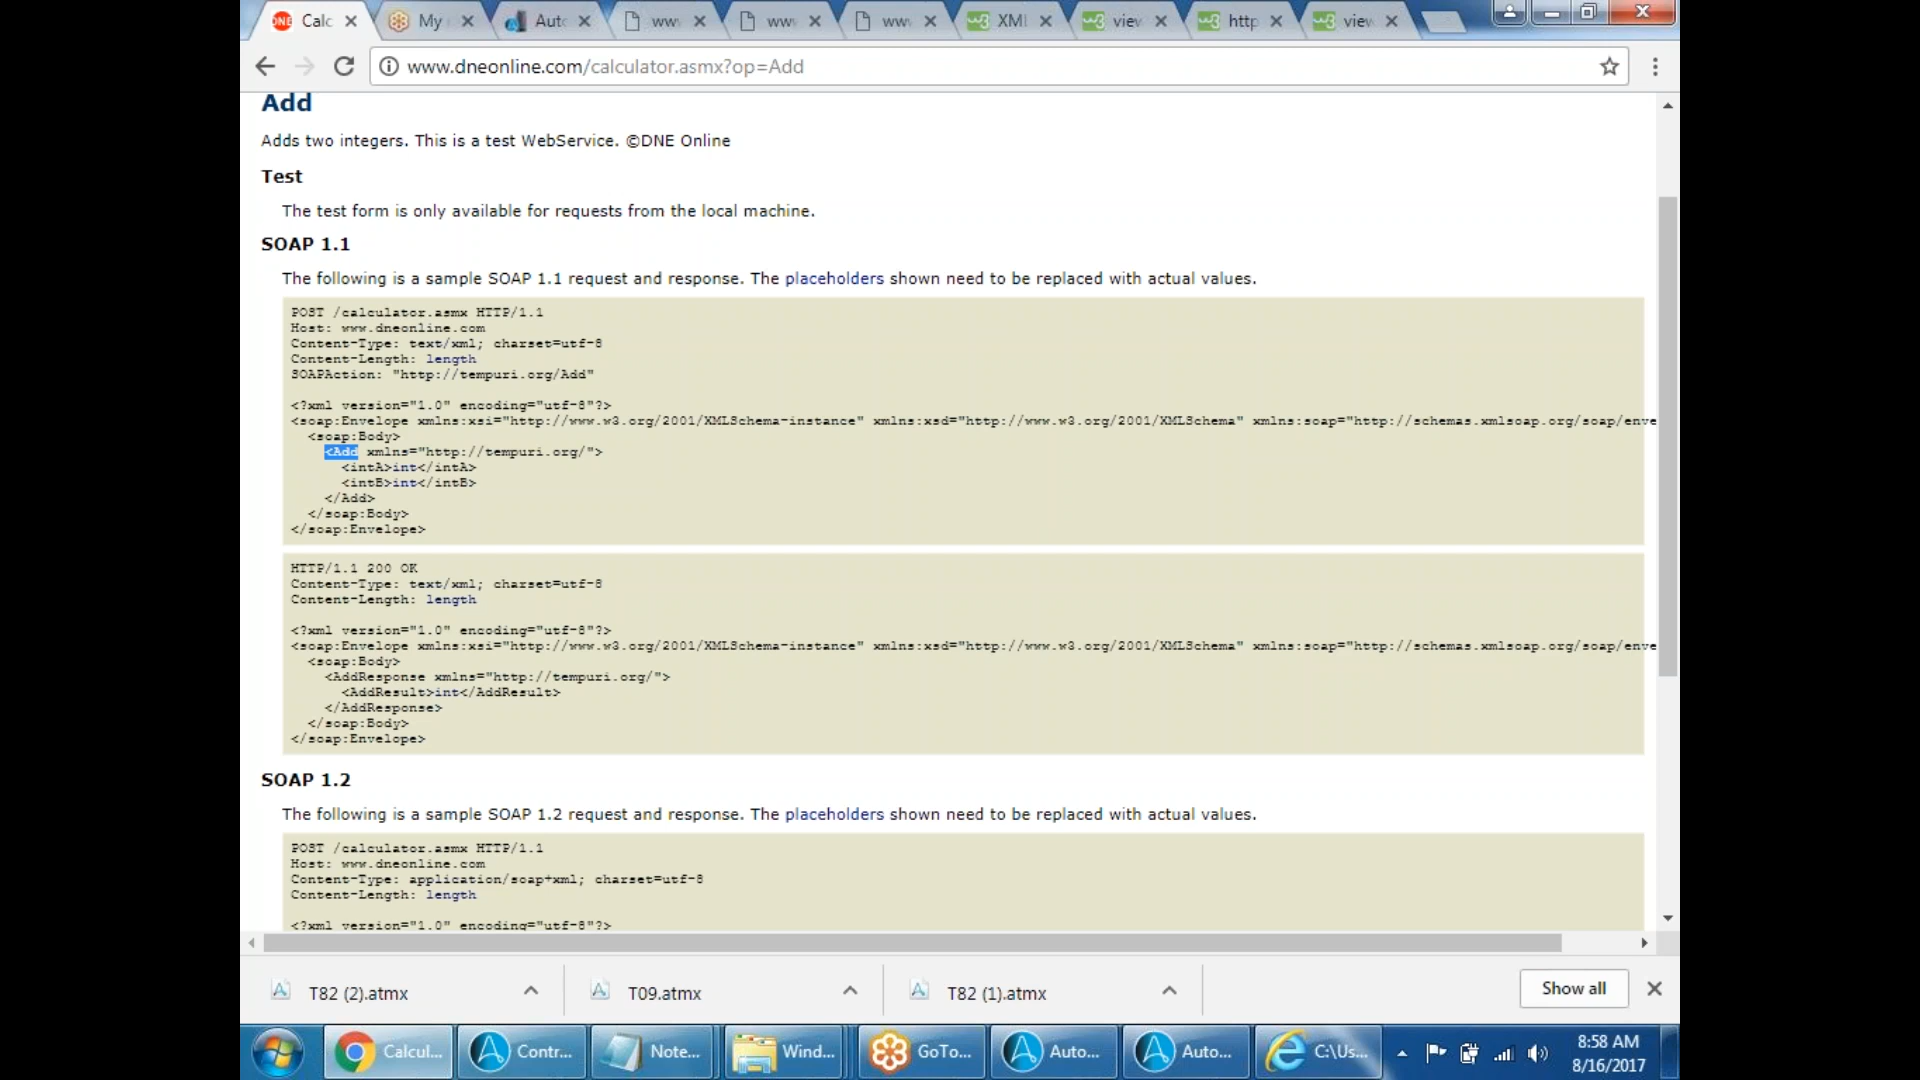 Calc
My
Auto
www
www
www
XML
view
http
view
www.dneonline.com/calculator.asmx?op=Add
Add
Adds two integers. This is a test WebService. ©DNE Online
Test
The test form is only available for requests from the local machine.
SOAP 1.1
The following is a sample SOAP 1.1 request and response. The placeholders shown need to be replaced with actual values.
POST /calculator.asmx HTTP/1.1
Host: www.dneonline.com
Content-Type: text/xml; charset=utf-8
Content-Length: length
SOAPAction: "http://tempuri.org/Add"
<?xml version="1.0" encoding="utf-8"?>
<soap:Envelope xmlns:xsi="http://www.w3.org/2001/XMLSchema-instance" xmlns:xsd="http://www.w3.org/2001/XMLSchema" xmlns:soap="http://schemas.xmlsoap.org/soap/enve
<soap:Body>
<Add xmlns="http://tempuri.org/">
<intA>int</intA>
<intB>int</intB>
</Add>
</soap:Body>
</soap:Envelope>
HTTP/1.1 200 OK
Content-Type: text/xml; charset=utf-8
Content-Length: length
<?xml version="1.0" encoding="utf-8"?>
<soap:Envelope xmlns:xsi="http://www.w3.org/2001/XMLSchema-instance" xmlns:xsd="http://www.w3.org/2001/XMLSchema" xmlns:soap="http://schemas.xmlsoap.org/soap/enve
<soap:Body>
<AddResponse xmlns="http://tempuri.org/">
<AddResult>int</AddResult>
</AddResponse>
</soap:Body>
</soap:Envelope>
SOAP 1.2
The following is a sample SOAP 1.2 request and response. The placeholders shown need to be replaced with actual values.
POST /calculator.asmx HTTP/1.1
Host: www.dneonline.com
Content-Type: application/soap+xml; charset=utf-8
Content-Length: length
<?xml version="1.0" encoding="utf-8"?>
T82 (2).atmx
T09.atmx
T82 (1).atmx
Show all
Calcul...
Contr...
Note...
Wind...
GoTo...
Auto...
Auto...
C:\Us...
8:58 AM
8/16/2017